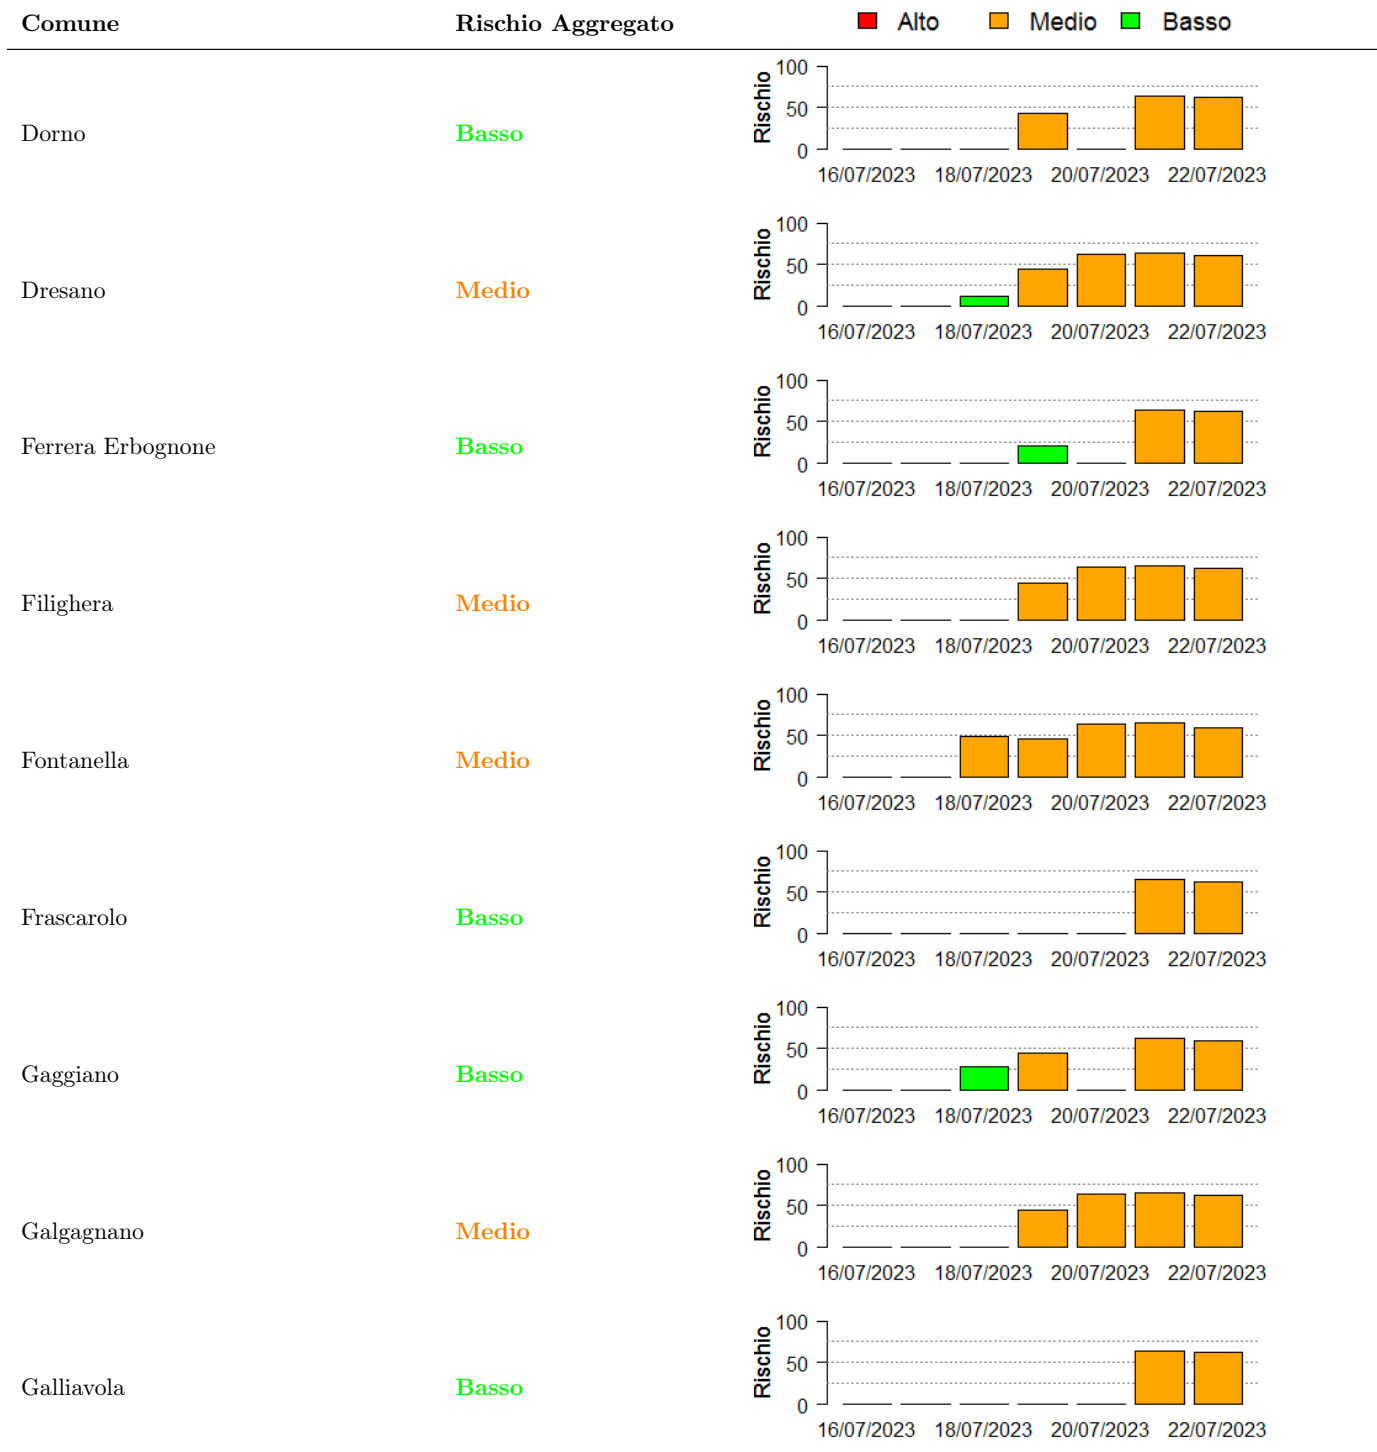 Comune Rischio Aggregato Alto Medio Basso
Dorno Basso
Rischio
100
50
0
16/07/2023 18/07/2023 20/07/2023 22/07/2023
Dresano Medio
Rischio
100
50
0
16/07/2023 18/07/2023 20/07/2023 22/07/2023
Ferrera Erbognone Basso
Rischio
100
50
0
16/07/2023 18/07/2023 20/07/2023 22/07/2023
Filighera Medio
Rischio
100
50
0
16/07/2023 18/07/2023 20/07/2023 22/07/2023
Fontanella Medio
Rischio
100
50
0
16/07/2023 18/07/2023 20/07/2023 22/07/2023
Frascarolo Basso
Rischio
100
50
0
16/07/2023 18/07/2023 20/07/2023 22/07/2023
Gaggiano Basso
Rischio
100
50
0
16/07/2023 18/07/2023 20/07/2023 22/07/2023
Galgagnano Medio
Rischio
100
50
0
16/07/2023 18/07/2023 20/07/2023 22/07/2023
Galliavola Basso
Rischio
100
50
0
16/07/2023 18/07/2023 20/07/2023 22/07/2023